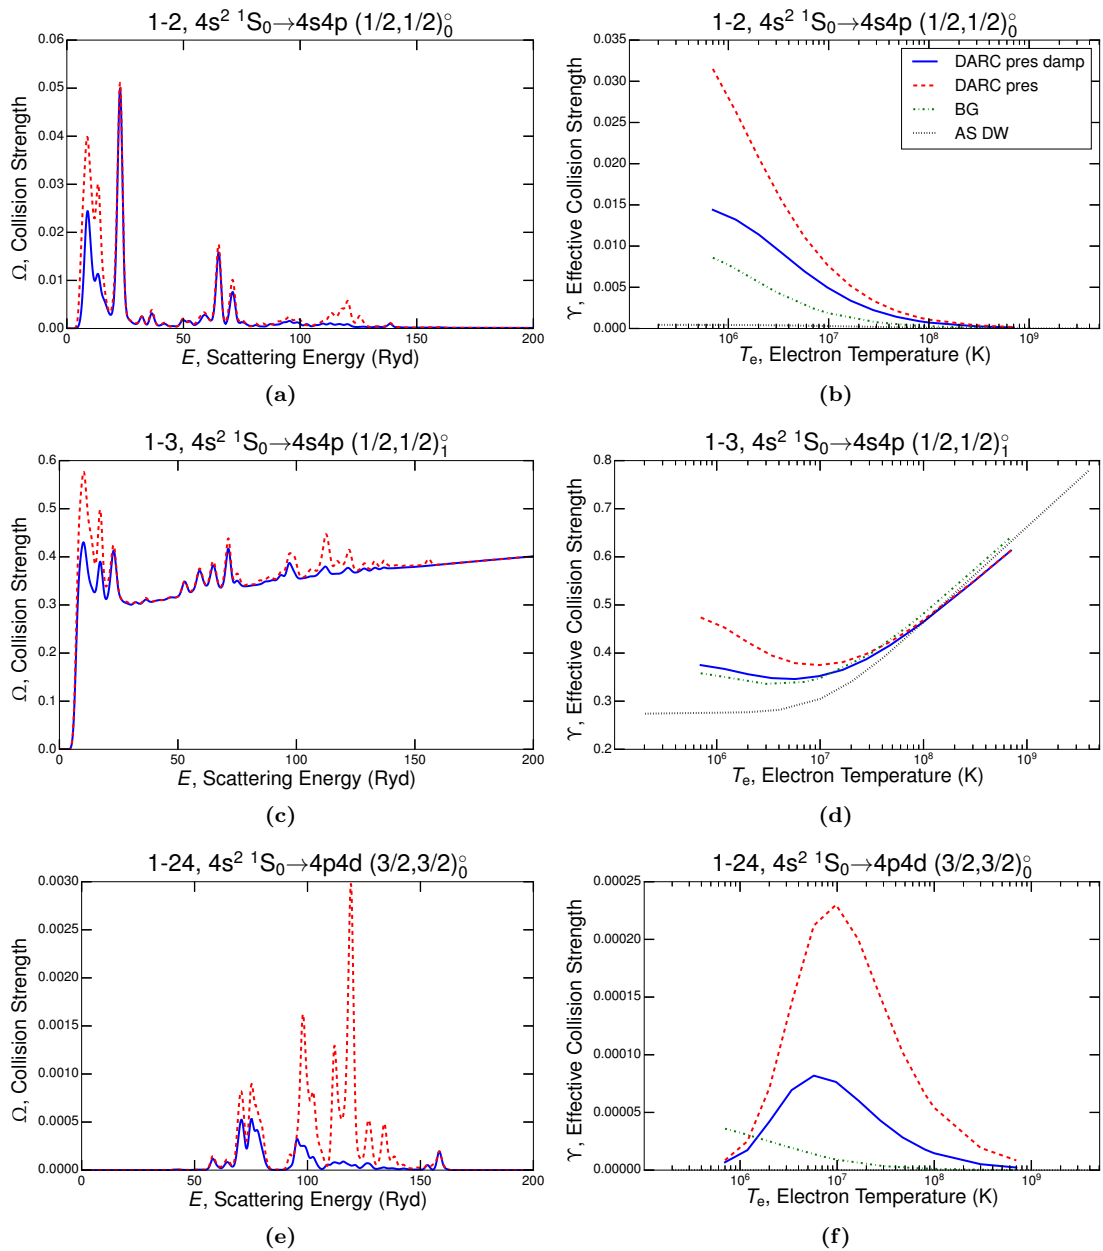 1-2, 4s² ¹S₀→4s4p (1/2,1/2)°₀
0.06
0.05
0.04
0.03
0.02
0.01
0.00
0 50 100 150 200
Ω, Collision Strength
E, Scattering Energy (Ryd)
(a)
1-2, 4s² ¹S₀→4s4p (1/2,1/2)°₀
0.035
0.030
0.025
0.020
0.015
0.010
0.005
0.000
10⁶ 10⁷ 10⁸ 10⁹
ϒ, Effective Collision Strength
Tₑ, Electron Temperature (K)
DARC pres damp
DARC pres
BG
AS DW
(b)
1-3, 4s² ¹S₀→4s4p (1/2,1/2)°₁
0.6
0.5
0.4
0.3
0.2
0.1
0.0
0 50 100 150 200
Ω, Collision Strength
E, Scattering Energy (Ryd)
(c)
1-3, 4s² ¹S₀→4s4p (1/2,1/2)°₁
0.8
0.7
0.6
0.5
0.4
0.3
0.2
10⁶ 10⁷ 10⁸ 10⁹
ϒ, Effective Collision Strength
Tₑ, Electron Temperature (K)
(d)
1-24, 4s² ¹S₀→4p4d (3/2,3/2)°₀
0.0030
0.0025
0.0020
0.0015
0.0010
0.0005
0.0000
0 50 100 150 200
Ω, Collision Strength
E, Scattering Energy (Ryd)
(e)
1-24, 4s² ¹S₀→4p4d (3/2,3/2)°₀
0.00025
0.00020
0.00015
0.00010
0.00005
0.00000
10⁶ 10⁷ 10⁸ 10⁹
ϒ, Effective Collision Strength
Tₑ, Electron Temperature (K)
(f)